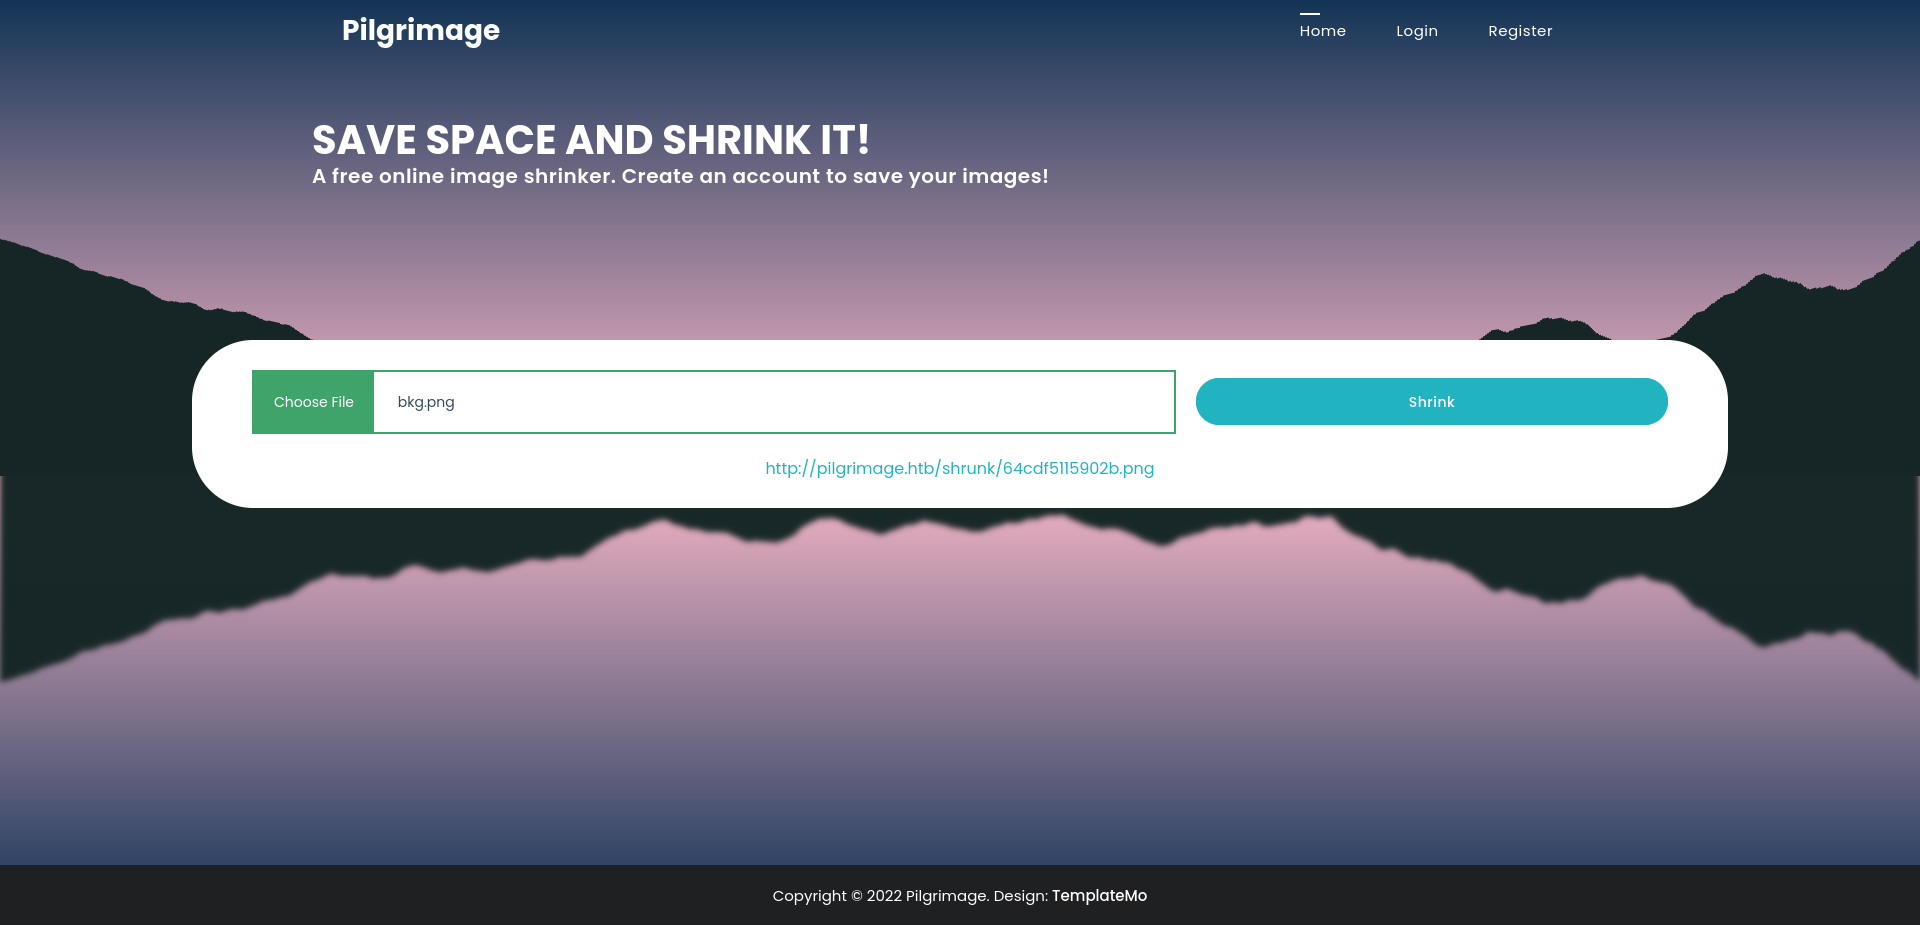 Pilgrimage
Home Login Register
SAVE SPACE AND SHRINK IT!
A free online image shrinker. Create an account to save your images!
Choose File bkg.png Shrink
http://pilgrimage.htb/shrunk/64cdf5115902b.png
Copyright © 2022 Pilgrimage. Design: TemplateMo